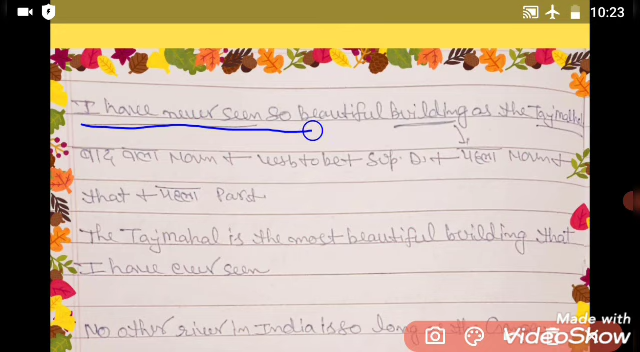 10:23
I have never seen so beautiful building as the Tajmahal
बाद वाला Noun + verb to be + Sup. D. + पहला Noun +
that + पहला Part
The Tajmahal is the most beautiful building that
I have ever seen
No other river in India is so long as the
Made with
VideoShow